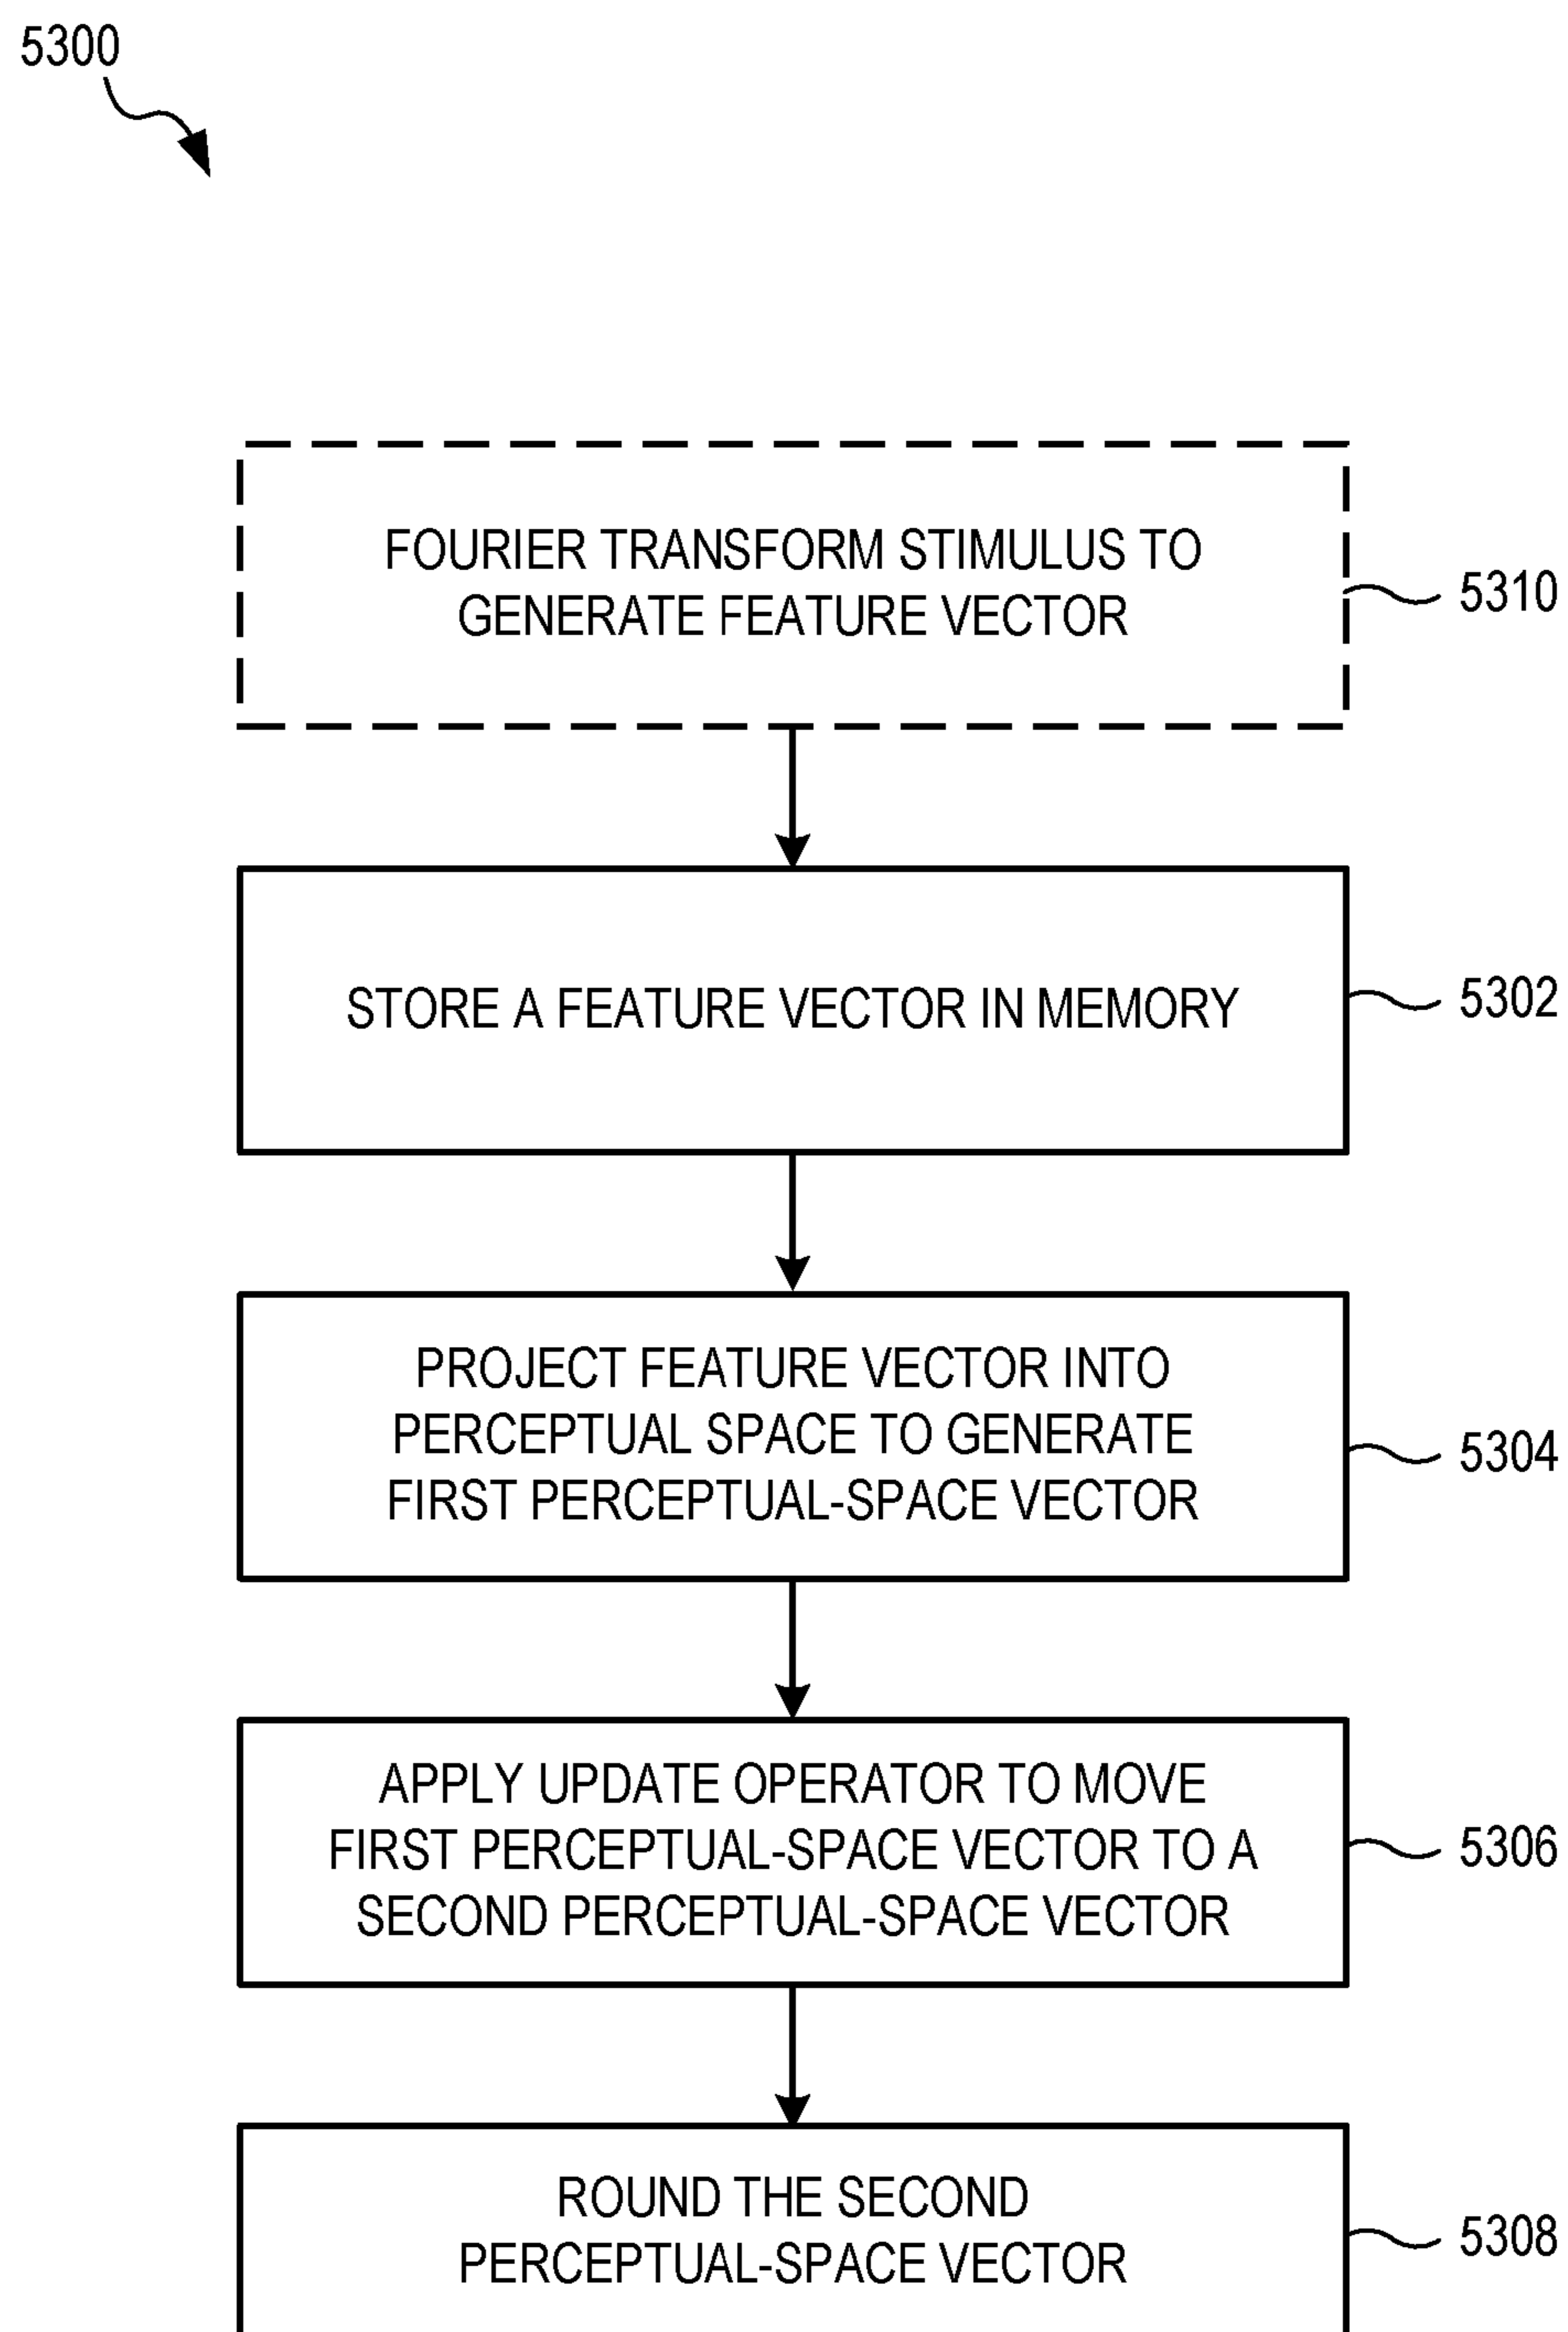 5300
FOURIER TRANSFORM STIMULUS TO
GENERATE FEATURE VECTOR
5310
STORE A FEATURE VECTOR IN MEMORY
5302
PROJECT FEATURE VECTOR INTO
PERCEPTUAL SPACE TO GENERATE
FIRST PERCEPTUAL-SPACE VECTOR
5304
APPLY UPDATE OPERATOR TO MOVE
FIRST PERCEPTUAL-SPACE VECTOR TO A
SECOND PERCEPTUAL-SPACE VECTOR
5306
ROUND THE SECOND
PERCEPTUAL-SPACE VECTOR
5308